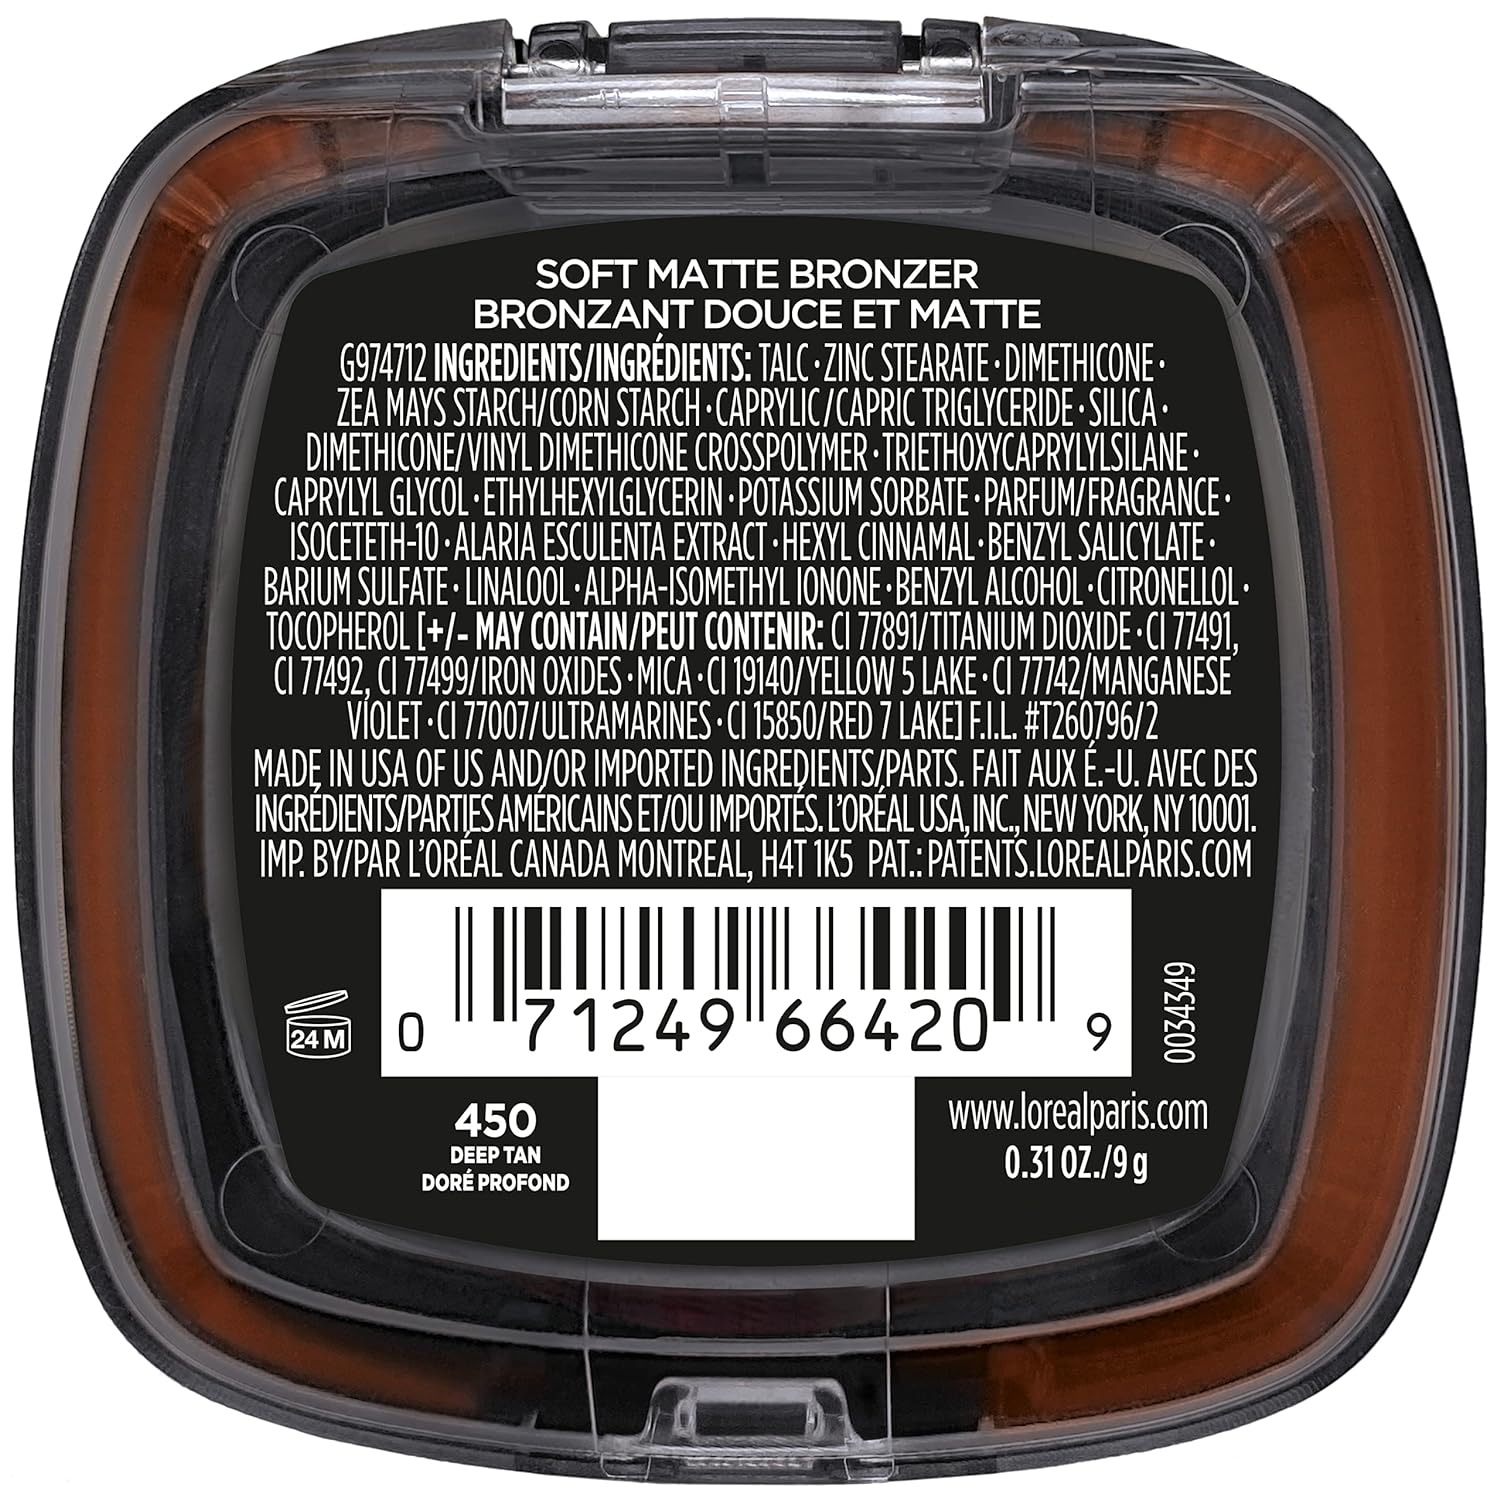 SOFT MATTE BRONZER
BRONZANT DOUCE ET MATTE
G974712 INGREDIENTS/INGRÉDIENTS: TALC • ZINC STEARATE • DIMETHICONE •
ZEA MAYS STARCH/CORN STARCH • CAPRYLIC/CAPRIC TRIGLYCERIDE • SILICA •
DIMETHICONE/VINYL DIMETHICONE CROSSPOLYMER • TRIETHOXYCAPRYLYLSILANE •
CAPRYLYL GLYCOL • ETHYLHEXYLGLYCERIN • POTASSIUM SORBATE • PARFUM/FRAGRANCE •
ISOCETETH-10 • ALARIA ESCULENTA EXTRACT • HEXYL CINNAMAL • BENZYL SALICYLATE •
BARIUM SULFATE • LINALOOL • ALPHA-ISOMETHYL IONONE • BENZYL ALCOHOL • CITRONELLOL •
TOCOPHEROL [+/- MAY CONTAIN/PEUT CONTENIR: CI 77891/TITANIUM DIOXIDE • CI 77491,
CI 77492, CI 77499/IRON OXIDES • MICA • CI 19140/YELLOW 5 LAKE • CI 77742/MANGANESE
VIOLET • CI 77007/ULTRAMARINES • CI 15850/RED 7 LAKE] F.I.L. #T260796/2
MADE IN USA OF US AND/OR IMPORTED INGREDIENTS/PARTS. FAIT AUX É.-U. AVEC DES
INGRÉDIENTS/PARTIES AMÉRICAINS ET/OU IMPORTÉS. L'ORÉAL USA, INC., NEW YORK, NY 10001.
IMP. BY/PAR L'ORÉAL CANADA MONTREAL, H4T 1K5 PAT.: PATENTS.LOREALPARIS.COM
24 M
0 71249 66420 9
0034349
450
DEEP TAN
DORÉ PROFOND
www.lorealparis.com
0.31 OZ./9 g